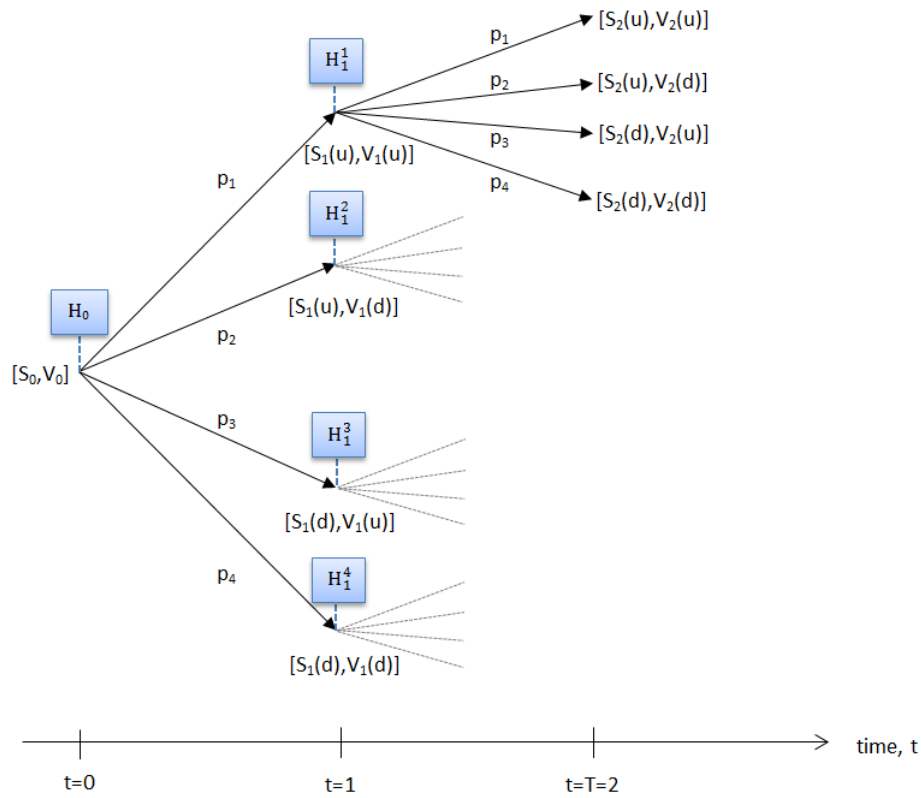 [S₂(u),V₂(u)]
p₁
H₁¹
p₂
[S₂(u),V₂(d)]
p₃
[S₂(d),V₂(u)]
[S₁(u),V₁(u)]
p₄
[S₂(d),V₂(d)]
p₁
H₁²
[S₁(u),V₁(d)]
H₀
p₂
[S₀,V₀]
p₃
H₁³
[S₁(d),V₁(u)]
p₄
H₁⁴
[S₁(d),V₁(d)]
time, t
t=0
t=1
t=T=2